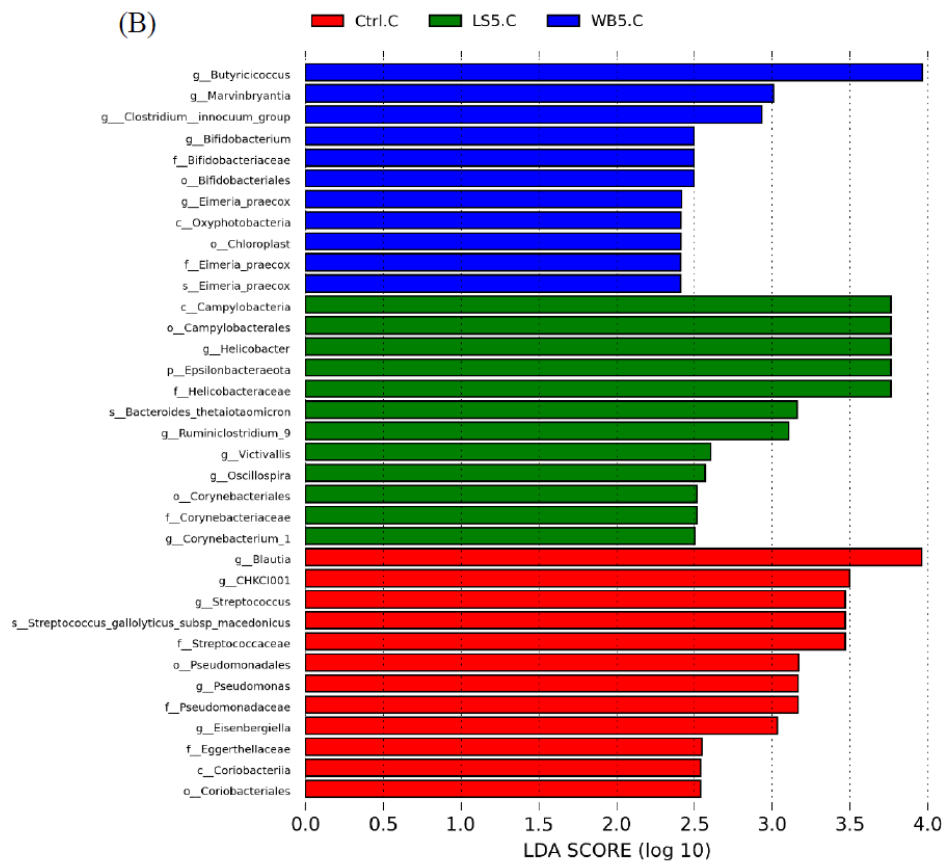 (B)
Ctrl.C LS5.C WB5.C
g__Butyricicoccus
g__Marvinbryantia
g___Clostridium__innocuum_group
g__Bifidobacterium
f__Bifidobacteriaceae
o__Bifidobacteriales
g__Eimeria_praecox
c__Oxyphotobacteria
o__Chloroplast
f__Eimeria_praecox
s__Eimeria_praecox
c__Campylobacteria
o__Campylobacterales
g__Helicobacter
p__Epsilonbacteraeota
f__Helicobacteraceae
s__Bacteroides_thetaiotaomicron
g__Ruminiclostridium_9
g__Victivallis
g__Oscillospira
o__Corynebacteriales
f__Corynebacteriaceae
g__Corynebacterium_1
g__Blautia
g__CHKCI001
g__Streptococcus
s__Streptococcus_gallolyticus_subsp_macedonicus
f__Streptococcaceae
o__Pseudomonadales
g__Pseudomonas
f__Pseudomonadaceae
g__Eisenbergiella
f__Eggerthellaceae
c__Coriobacteriia
o__Coriobacteriales
0.0 0.5 1.0 1.5 2.0 2.5 3.0 3.5 4.0
LDA SCORE (log 10)